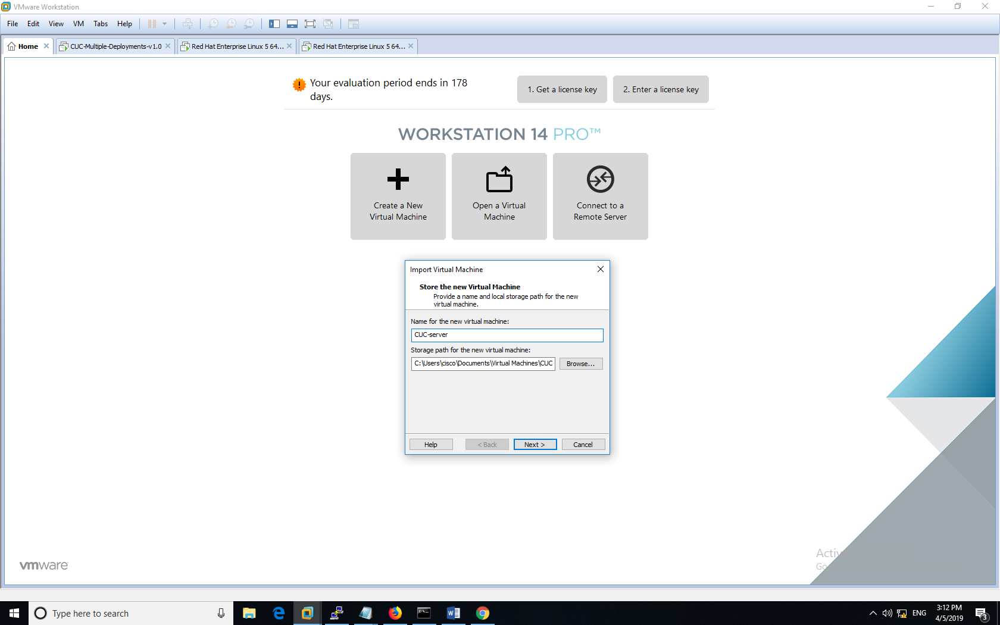 VMware Workstation
File Edit View VM Tabs Help
Home CUC-Multiple-Deployments-v1.0 Red Hat Enterprise Linux 5 64... Red Hat Enterprise Linux 5 64...
Your evaluation period ends in 178
days.
1. Get a license key
2. Enter a license key
WORKSTATION 14 PRO™
Create a New
Virtual Machine
Open a Virtual
Machine
Connect to a
Remote Server
Import Virtual Machine
Store the new Virtual Machine
Provide a name and local storage path for the new
virtual machine.
Name for the new virtual machine:
CUC-server
Storage path for the new virtual machine:
C:\Users\cisco\Documents\Virtual Machines\CUC-
Browse...
Help < Back Next > Cancel
vmware
Type here to search
ENG
3:12 PM
4/5/2019
3